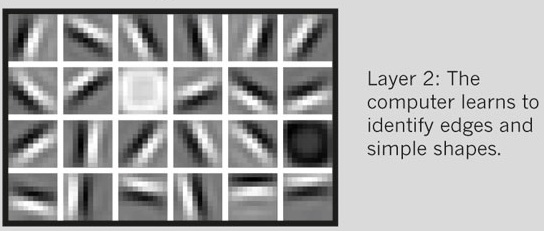 Layer 2: The
computer learns to
identify edges and
simple shapes.